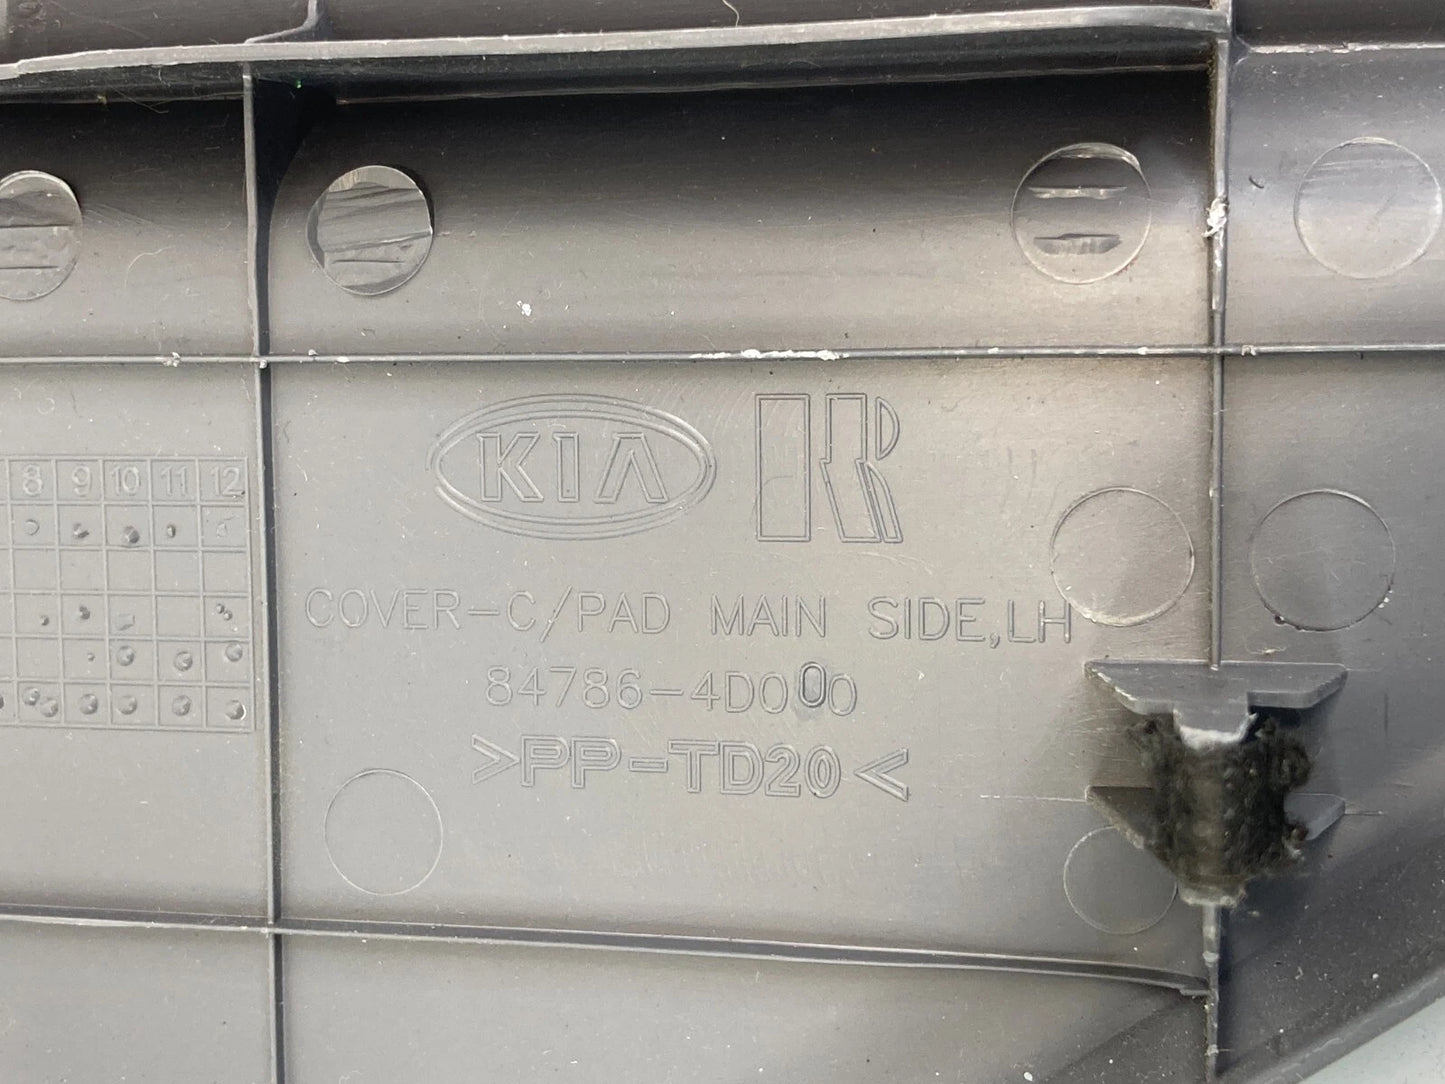 KIA
COVER-C/PAD MAIN SIDE,LH
84786-4D000
>PP-TD20<
8 9 10 11 12